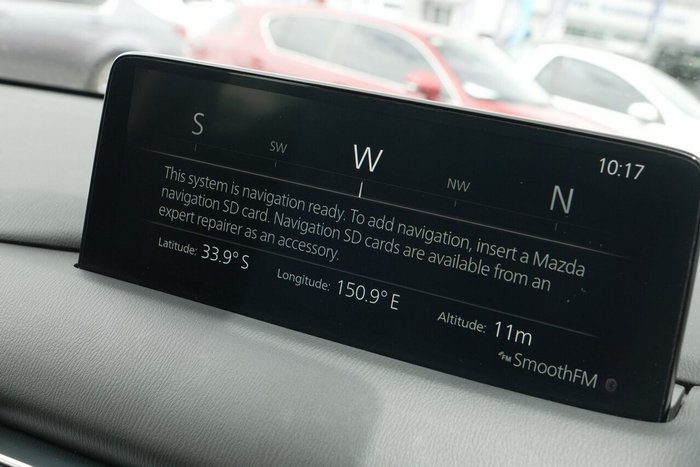 10:17
S SW W NW N
This system is navigation ready. To add navigation, insert a Mazda
navigation SD card. Navigation SD cards are available from an
expert repairer as an accessory.
Latitude: 33.9° S Longitude: 150.9° E Altitude: 11m
FM SmoothFM